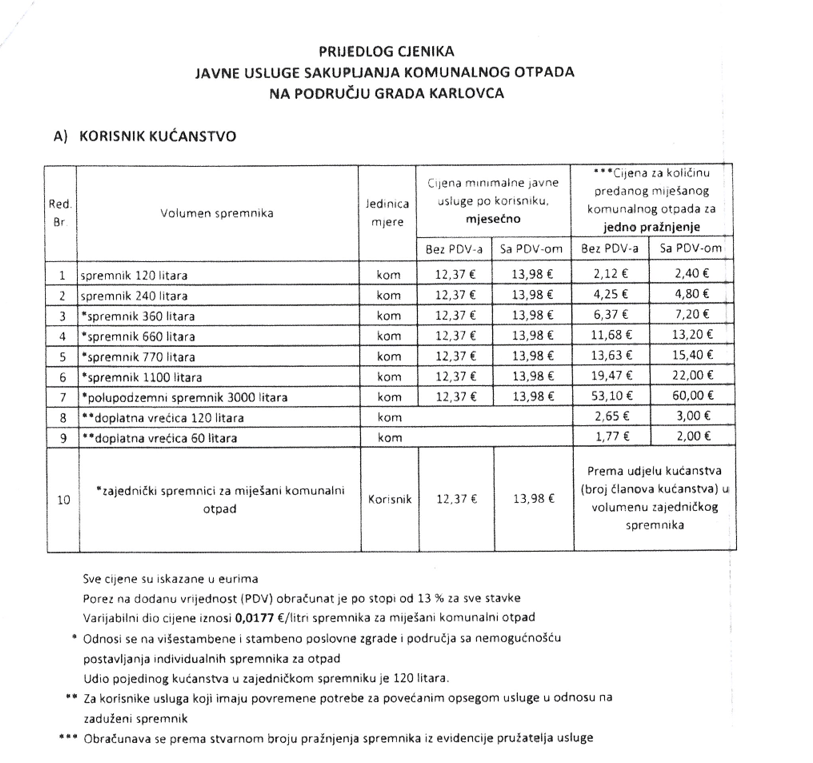 PRIJEDLOG CJENIKA
JAVNE USLUGE SAKUPLJANJA KOMUNALNOG OTPADA
NA PODRUČJU GRADA KARLOVCA
A) KORISNIK KUĆANSTVO
Red. Br
Volumen spremnika
Jedinica mjere
Cijena minimalne javne usluge po korisniku, mjesečno
***Cijena za količinu predanog miješanog komunalnog otpada za jedno pražnjenje
Bez PDV-a Sa PDV-om Bez PDV-a Sa PDV-om
1 spremnik 120 litara kom 12,37 € 13,98 € 2,12 € 2,40 €
2 spremnik 240 litara kom 12,37 € 13,98 € 4,25 € 4,80 €
3 *spremnik 360 litara kom 12,37 € 13,98 € 6,37 € 7,20 €
4 *spremnik 660 litara kom 12,37 € 13,98 € 11,68 € 13,20 €
5 *spremnik 770 litara kom 12,37 € 13,98 € 13,63 € 15,40 €
6 *spremnik 1100 litara kom 12,37 € 13,98 € 19,47 € 22,00 €
7 *polupodzemni spremnik 3000 litara kom 12,37 € 13,98 € 53,10 € 60,00 €
8 **doplatna vrećica 120 litara kom 2,65 € 3,00 €
9 **doplatna vrećica 60 litara kom 1,77 € 2,00 €
10 *zajednički spremnici za miješani komunalni otpad Korisnik 12,37 € 13,98 € Prema udjelu kućanstva (broj članova kućanstva) u volumenu zajedničkog spremnika
Sve cijene su iskazane u eurima
Porez na dodanu vrijednost (PDV) obračunat je po stopi od 13 % za sve stavke
Varijabilni dio cijene iznosi 0,0177 €/litri spremnika za miješani komunalni otpad
* Odnosi se na višestambene i stambeno poslovne zgrade i područja sa nemogućnošću
postavljanja individualnih spremnika za otpad
Udio pojedinog kućanstva u zajedničkom spremniku je 120 litara.
** Za korisnike usluga koji imaju povremene potrebe za povećanim opsegom usluge u odnosu na
zaduženi spremnik
*** Obračunava se prema stvarnom broju pražnjenja spremnika iz evidencije pružatelja usluge